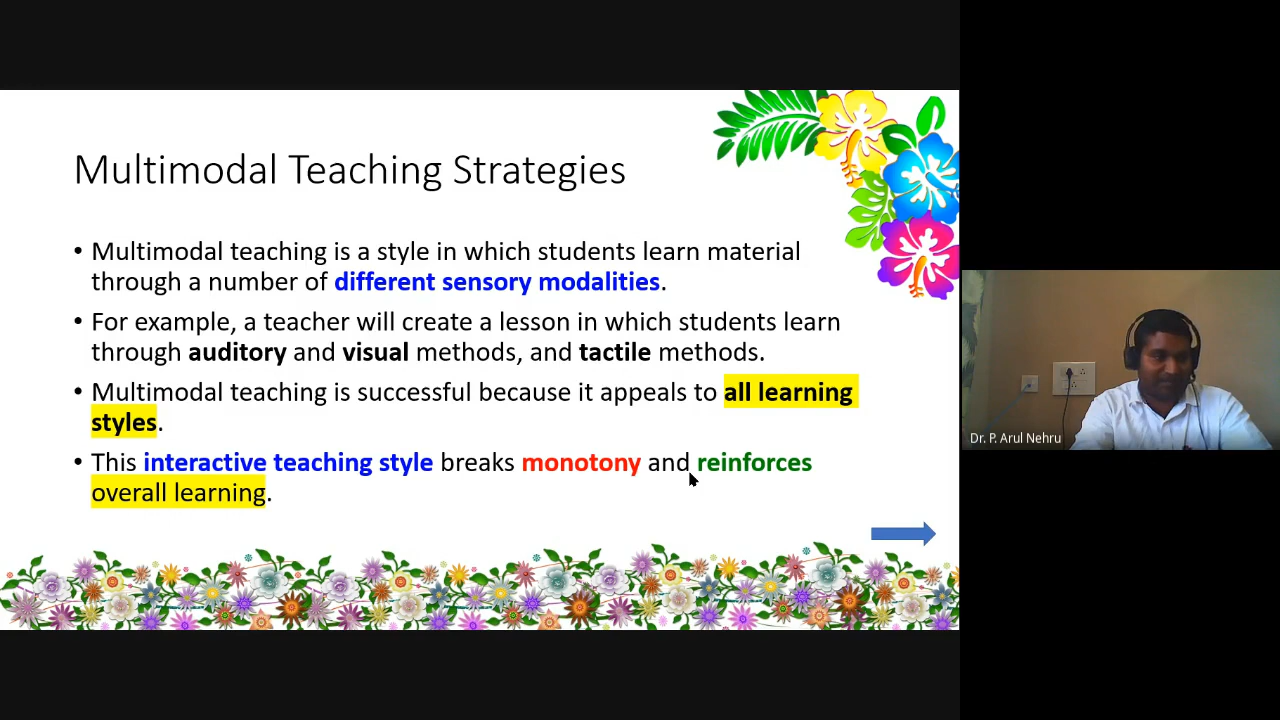 Multimodal Teaching Strategies
• Multimodal teaching is a style in which students learn material
through a number of different sensory modalities.
• For example, a teacher will create a lesson in which students learn
through auditory and visual methods, and tactile methods.
• Multimodal teaching is successful because it appeals to all learning
styles.
• This interactive teaching style breaks monotony and reinforces
overall learning.
Dr. P. Arul Nehru